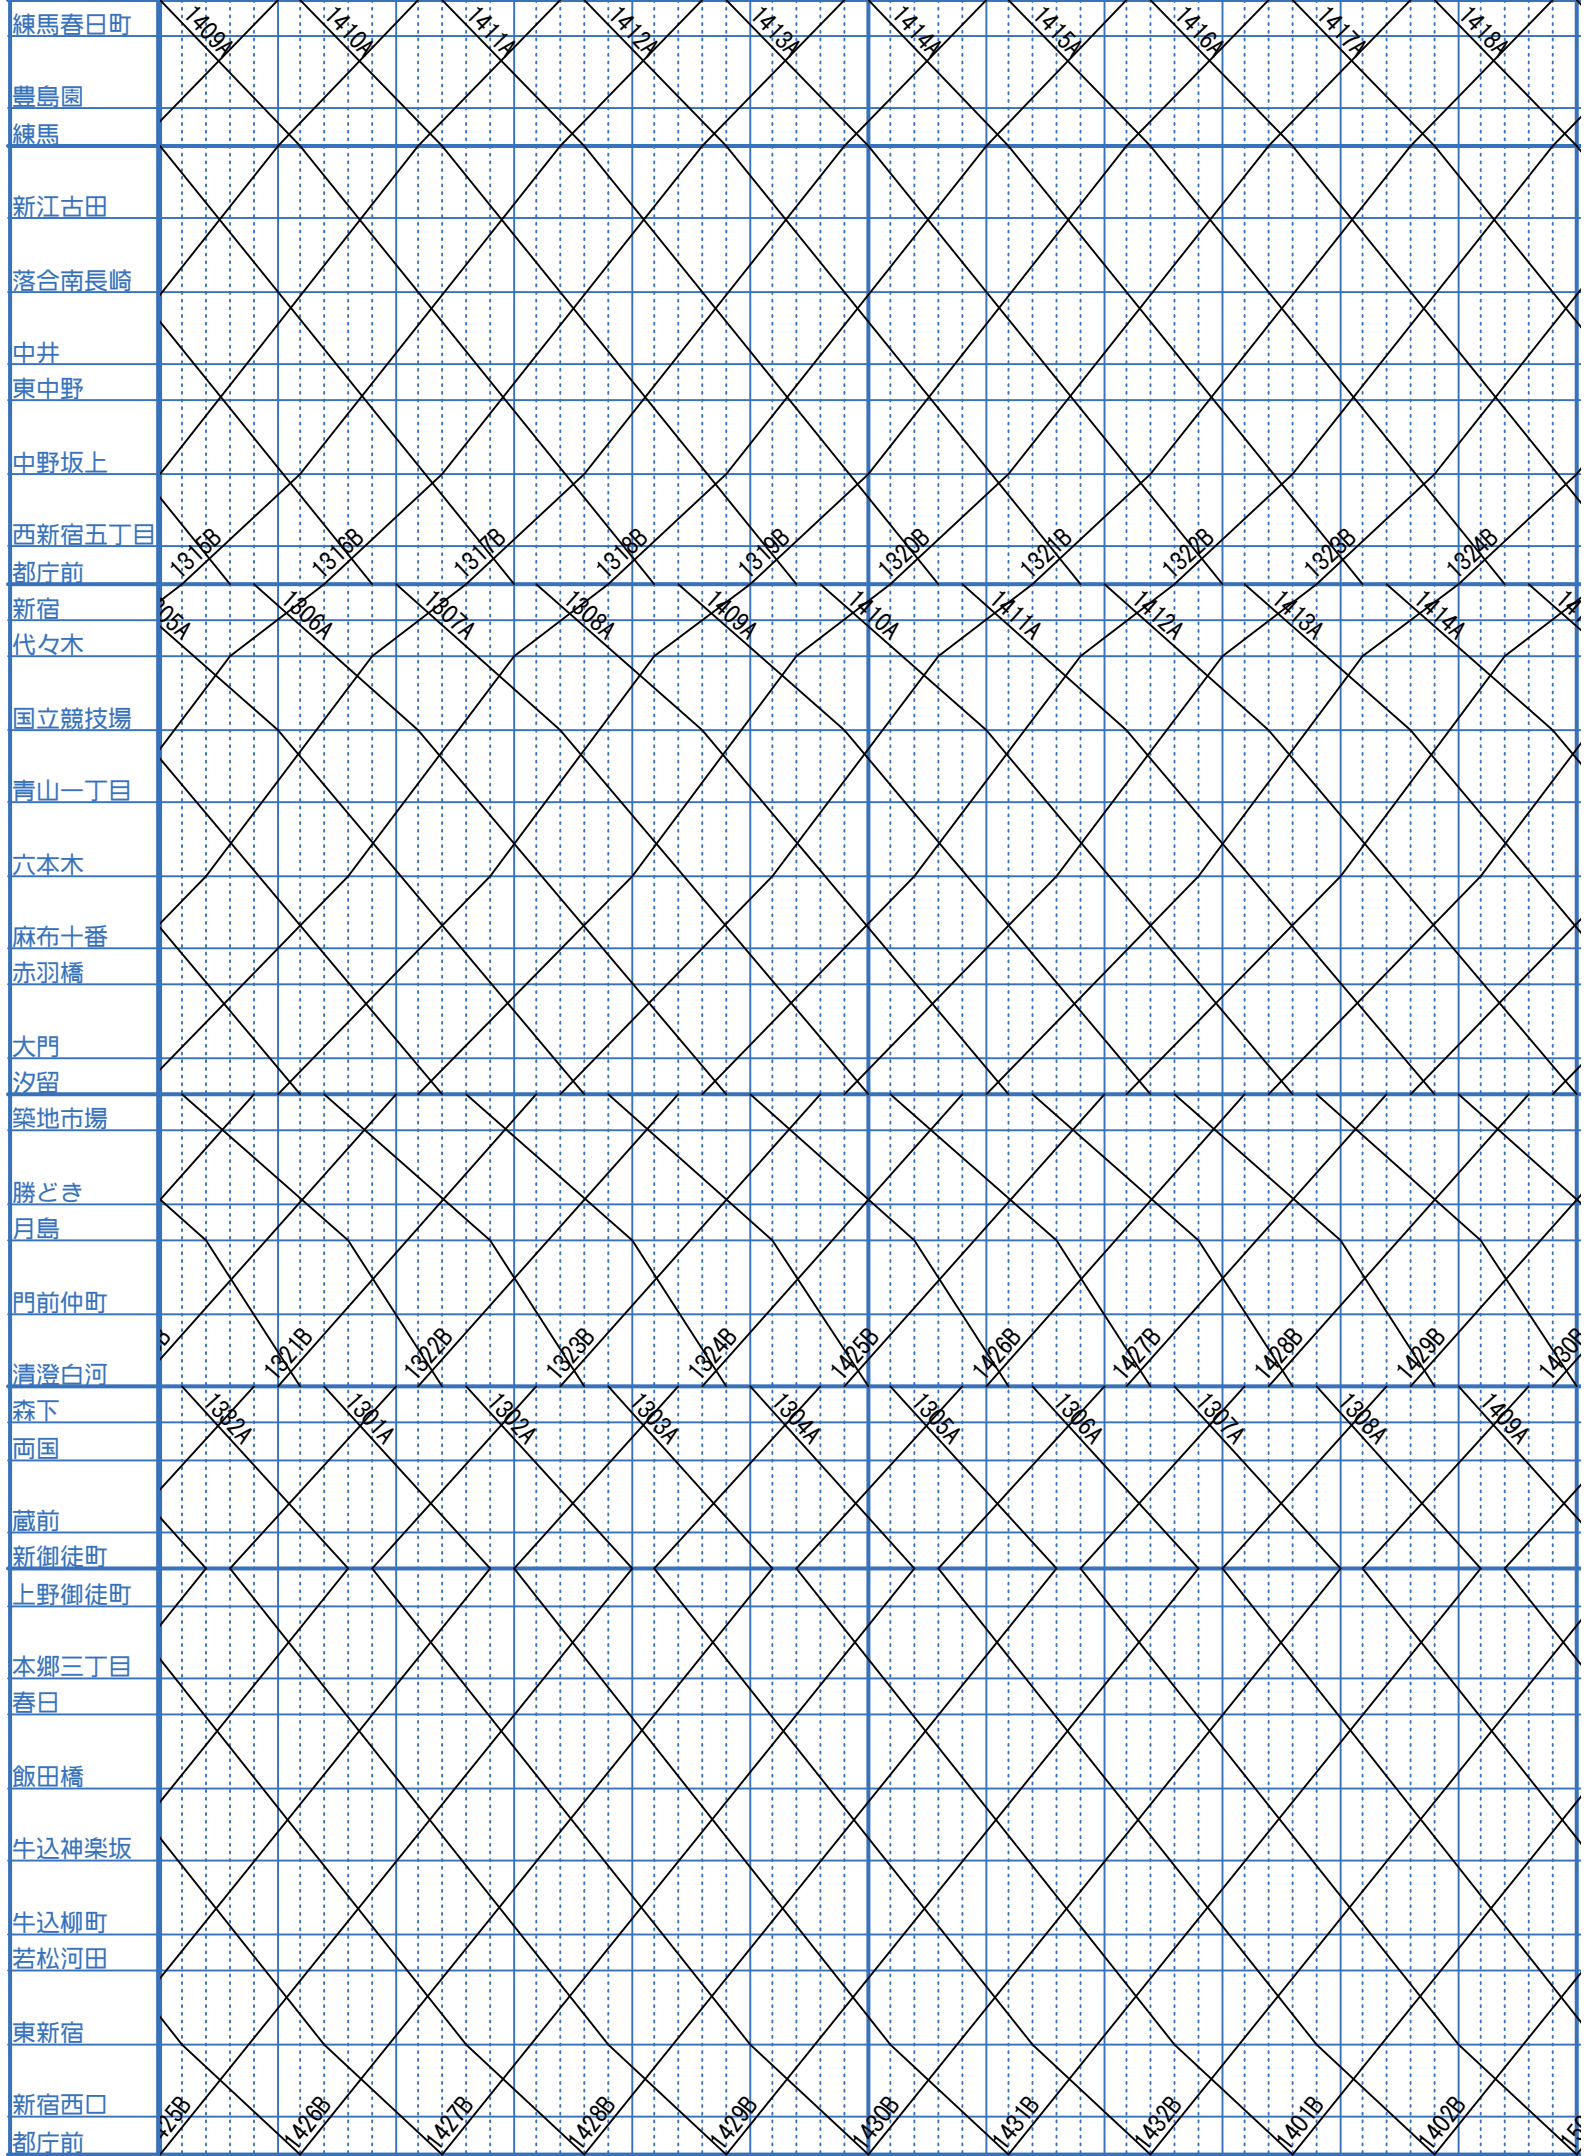 練馬春日町
1409A 1410A 1411A 1412A 1413A 1414A 1415A 1416A 1417A 1418A
豊島園
練馬
新江古田
落合南長崎
中井
東中野
中野坂上
西新宿五丁目
1315B 1316B 1317B 1318B 1319B 1320B 1321B 1322B 1323B 1324B
都庁前
新宿
05A 1306A 1307A 1308A 1409A 1410A 1411A 1412A 1413A 1414A
代々木
国立競技場
青山一丁目
六本木
麻布十番
赤羽橋
大門
汐留
築地市場
勝どき
月島
門前仲町
B 1321B 1322B 1323B 1324B 1425B 1426B 1427B 1428B 1429B 1430B
清澄白河
森下
1332A 1301A 1302A 1303A 1304A 1305A 1306A 1307A 1308A 1409A
両国
蔵前
新御徒町
上野御徒町
本郷三丁目
春日
飯田橋
牛込神楽坂
牛込柳町
若松河田
東新宿
新宿西口
425B 1426B 1427B 1428B 1429B 1430B 1431B 1432B 1401B 1402B
都庁前